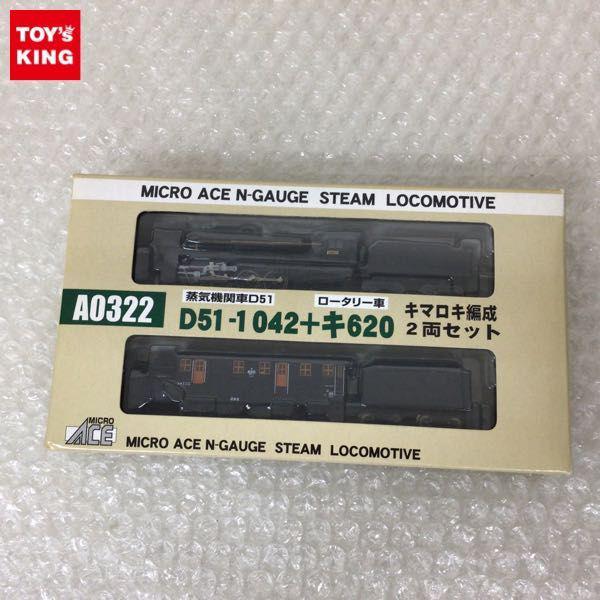 TOY's
KING
MICRO ACE N-GAUGE STEAM LOCOMOTIVE
A0322
蒸気機関車D51
ロータリー車
D51-1042+キ620
キマロキ編成
2両セット
MICRO
ACE
MICRO ACE N-GAUGE STEAM LOCOMOTIVE